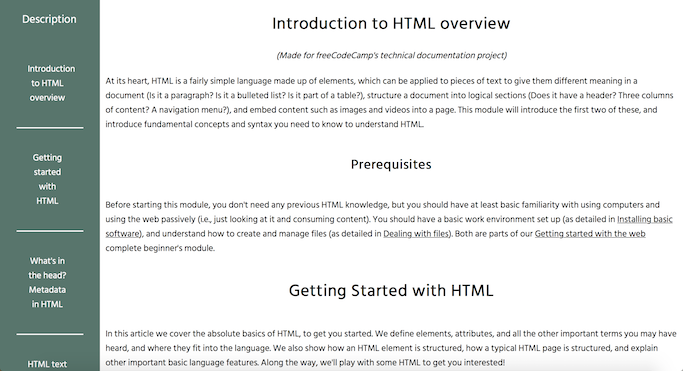 Description
Introduction
to HTML
overview
Getting
started
with
HTML
What's in
the head?
Metadata
in HTML
HTML text
Introduction to HTML overview
(Made for freeCodeCamp's technical documentation project)
At its heart, HTML is a fairly simple language made up of elements, which can be applied to pieces of text to give them different meaning in a
document (Is it a paragraph? Is it a bulleted list? Is it part of a table?), structure a document into logical sections (Does it have a header? Three columns
of content? A navigation menu?), and embed content such as images and videos into a page. This module will introduce the first two of these, and
introduce fundamental concepts and syntax you need to know to understand HTML.
Prerequisites
Before starting this module, you don't need any previous HTML knowledge, but you should have at least basic familiarity with using computers and
using the web passively (i.e., just looking at it and consuming content). You should have a basic work environment set up (as detailed in Installing basic
software), and understand how to create and manage files (as detailed in Dealing with files). Both are parts of our Getting started with the web
complete beginner's module.
Getting Started with HTML
In this article we cover the absolute basics of HTML, to get you started. We define elements, attributes, and all the other important terms you may have
heard, and where they fit into the language. We also show how an HTML element is structured, how a typical HTML page is structured, and explain
other important basic language features. Along the way, we'll play with some HTML to get you interested!